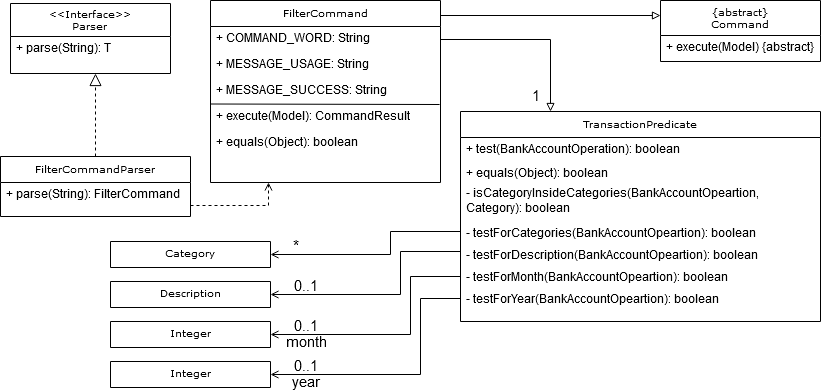 <<Interface>>
Parser
+ parse(String): T
FilterCommand
+ COMMAND_WORD: String
+ MESSAGE_USAGE: String
+ MESSAGE_SUCCESS: String
+ execute(Model): CommandResult
+ equals(Object): boolean
{abstract}
Command
+ execute(Model) {abstract}
1
TransactionPredicate
+ test(BankAccountOperation): boolean
+ equals(Object): boolean
- isCategoryInsideCategories(BankAccountOpeartion,
Category): boolean
- testForCategories(BankAccountOpeartion): boolean
- testForDescription(BankAccountOpeartion): boolean
- testForMonth(BankAccountOpeartion): boolean
- testForYear(BankAccountOpeartion): boolean
FilterCommandParser
+ parse(String): FilterCommand
Category
*
Description
0..1
Integer
0..1
month
Integer
0..1
year